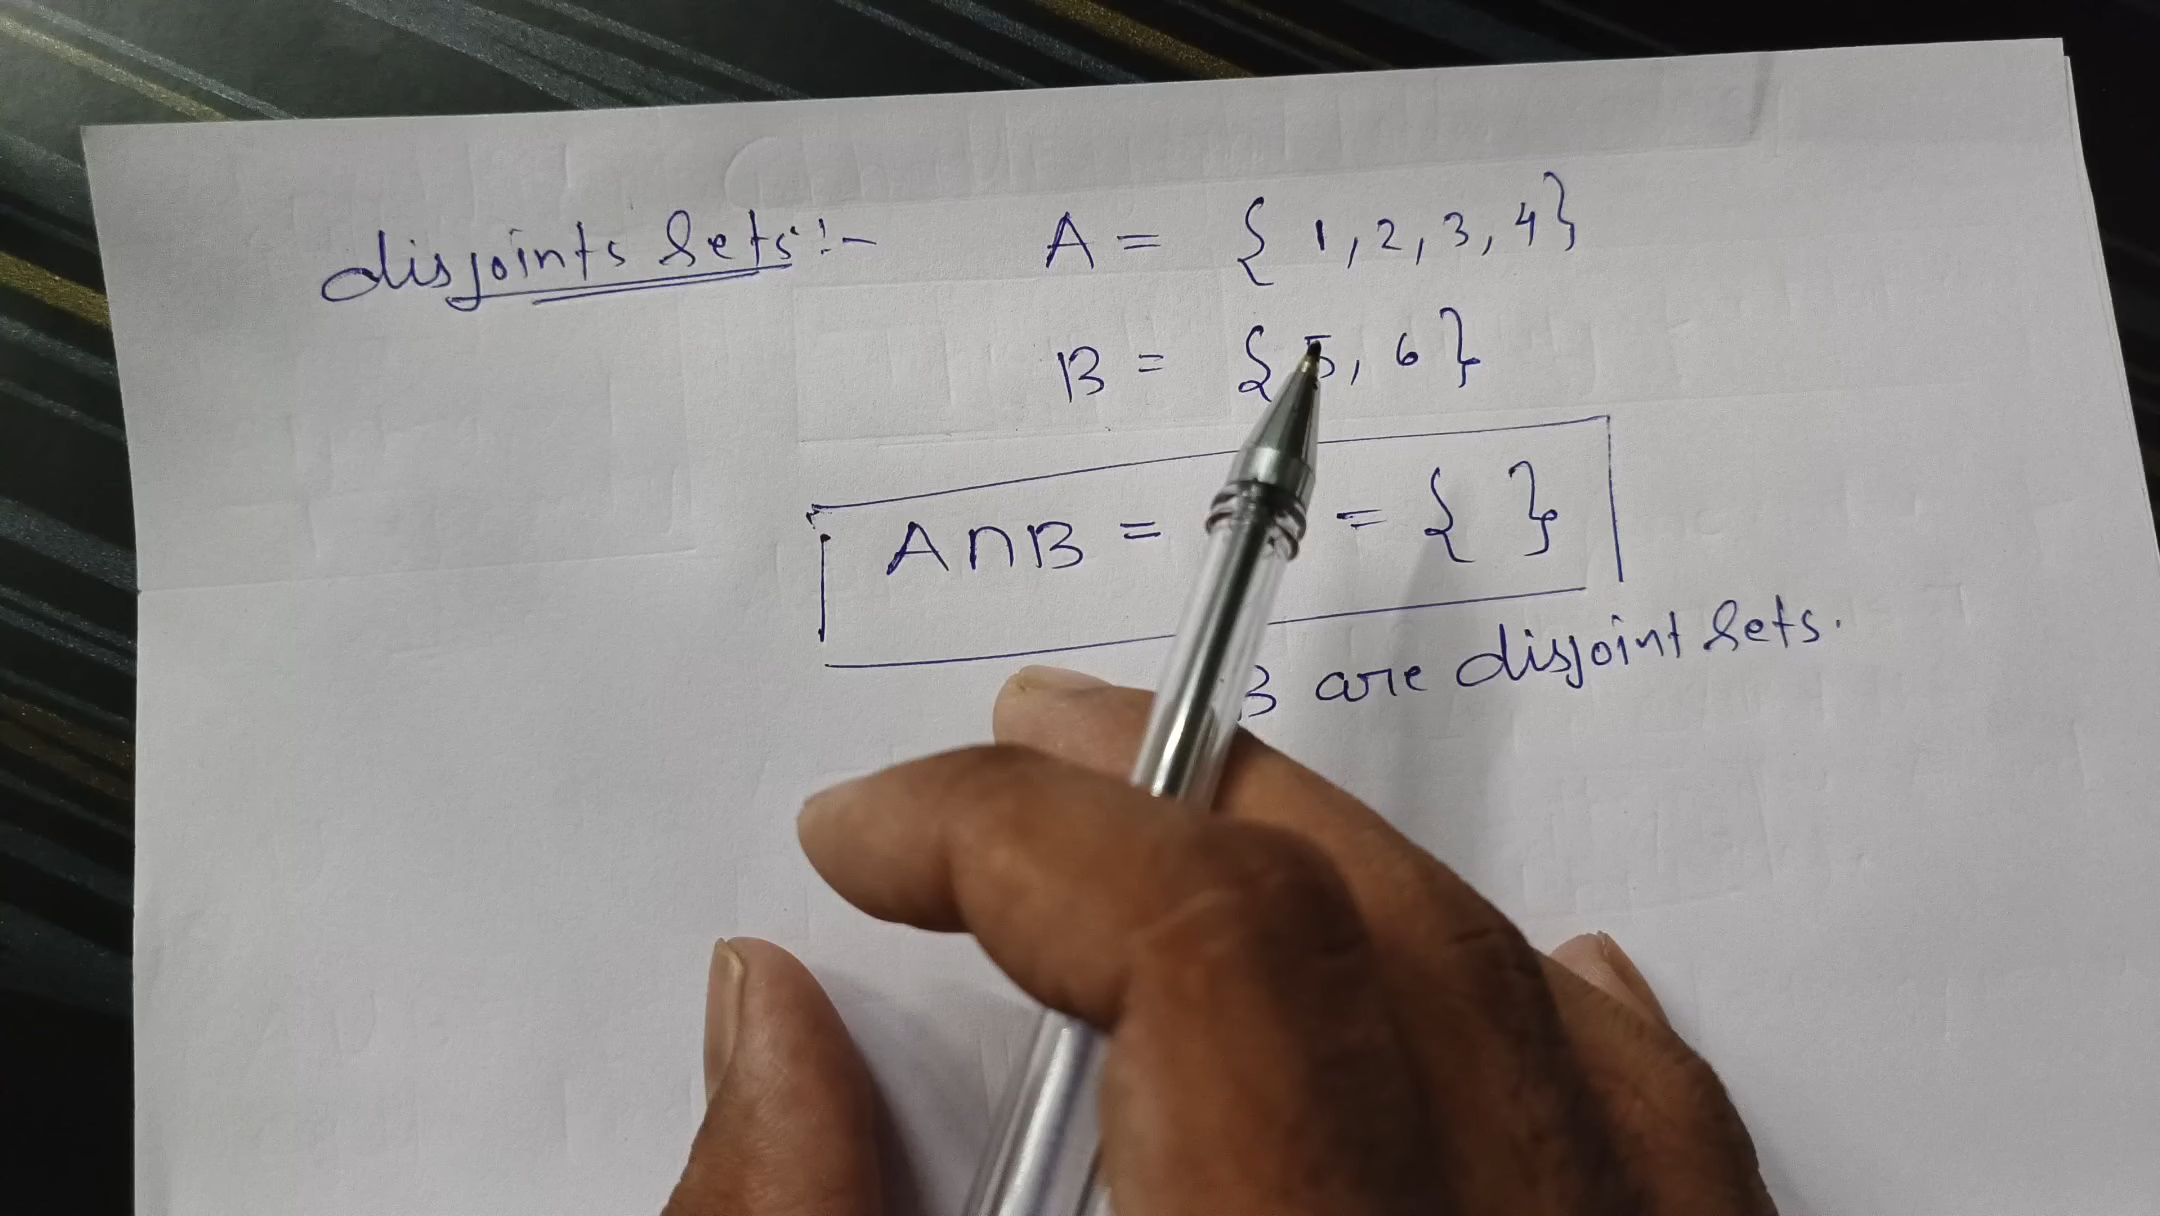 disjoints Sets:- A = { 1, 2, 3, 4}
B = {5, 6}
A∩B = = { }
B are disjoint Sets.